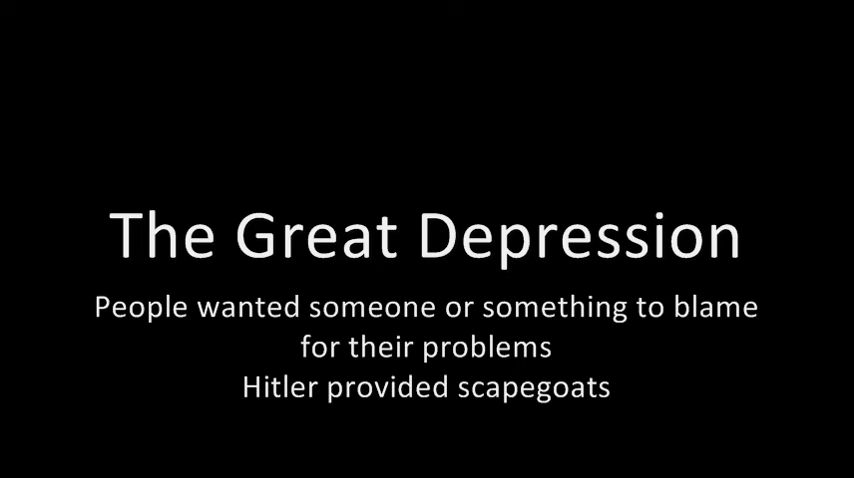 The Great Depression
People wanted someone or something to blame
for their problems
Hitler provided scapegoats